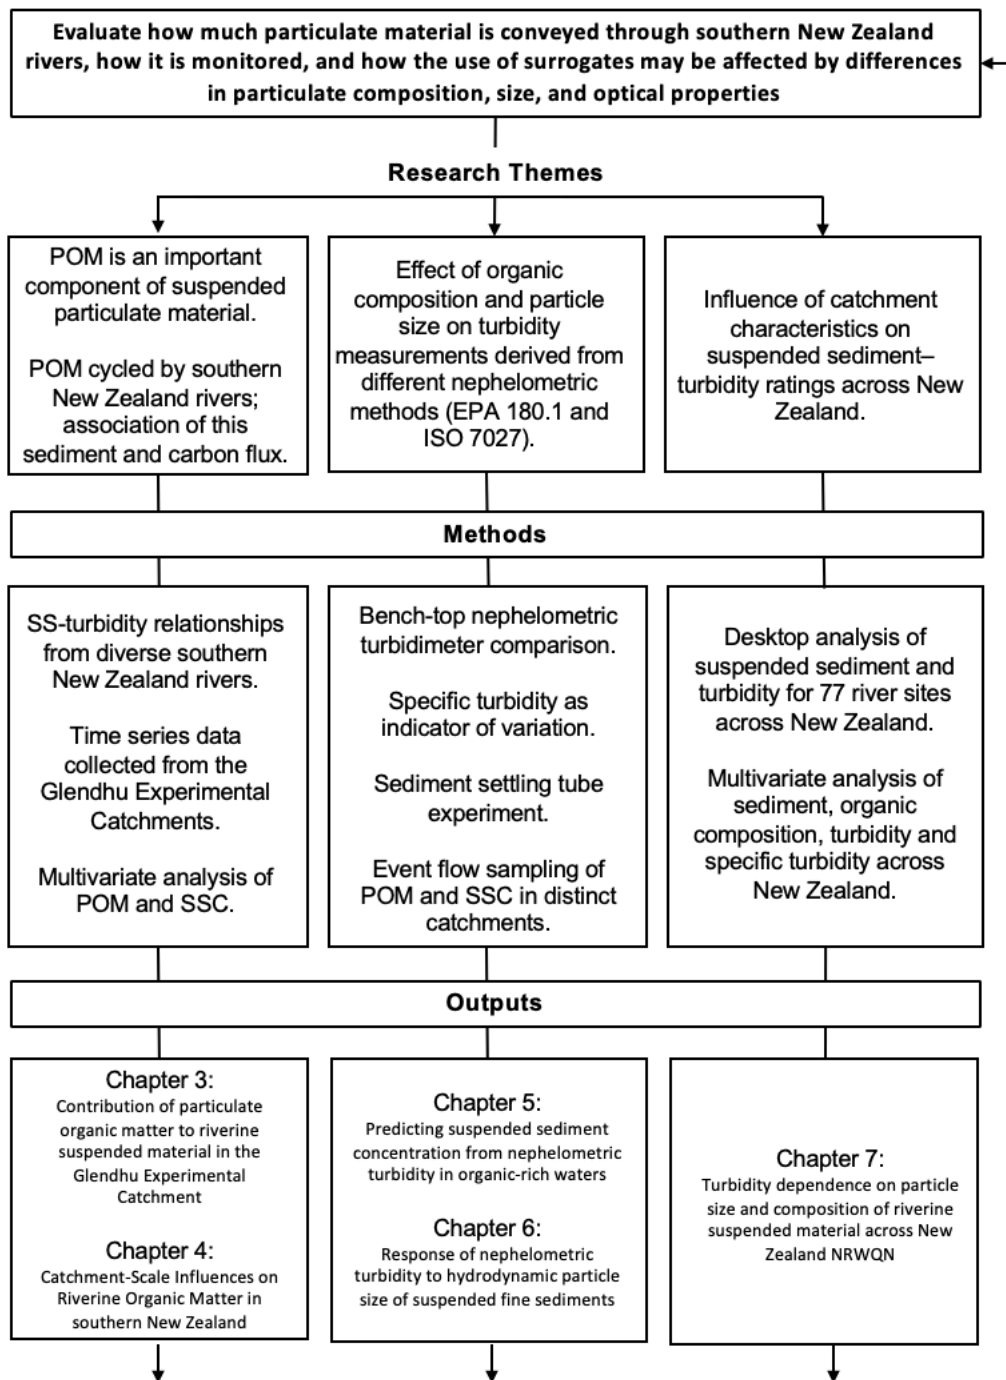 Evaluate how much particulate material is conveyed through southern New Zealand
rivers, how it is monitored, and how the use of surrogates may be affected by differences
in particulate composition, size, and optical properties
Research Themes
POM is an important
component of suspended
particulate material.
POM cycled by southern
New Zealand rivers;
association of this
sediment and carbon flux.
Effect of organic
composition and particle
size on turbidity
measurements derived from
different nephelometric
methods (EPA 180.1 and
ISO 7027).
Influence of catchment
characteristics on
suspended sediment–
turbidity ratings across New
Zealand.
Methods
SS-turbidity relationships
from diverse southern
New Zealand rivers.
Time series data
collected from the
Glendhu Experimental
Catchments.
Multivariate analysis of
POM and SSC.
Bench-top nephelometric
turbidimeter comparison.
Specific turbidity as
indicator of variation.
Sediment settling tube
experiment.
Event flow sampling of
POM and SSC in distinct
catchments.
Desktop analysis of
suspended sediment and
turbidity for 77 river sites
across New Zealand.
Multivariate analysis of
sediment, organic
composition, turbidity and
specific turbidity across
New Zealand.
Outputs
Chapter 3:
Contribution of particulate
organic matter to riverine
suspended material in the
Glendhu Experimental
Catchment
Chapter 4:
Catchment-Scale Influences on
Riverine Organic Matter in
southern New Zealand
Chapter 5:
Predicting suspended sediment
concentration from nephelometric
turbidity in organic-rich waters
Chapter 6:
Response of nephelometric
turbidity to hydrodynamic particle
size of suspended fine sediments
Chapter 7:
Turbidity dependence on particle
size and composition of riverine
suspended material across New
Zealand NRWQN